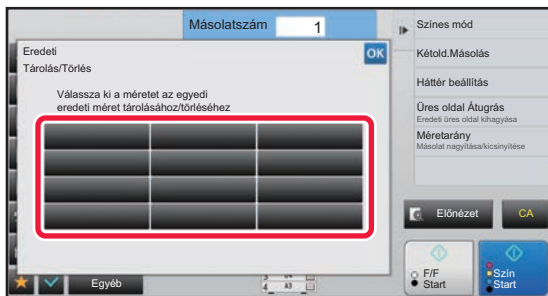 Másolatszám
1
Színes mód
Eredeti
OK
Kétold.Másolás
Tárolás/Törlés
Háttér beállítás
Válassza ki a méretet az egyedi
eredeti méret tárolásához/törléséhez
Üres oldal Átugrás
Eredeti üres oldal kihagyása
Méretarány
Másolat nagyítása/kicsinyítése
Előnézet
CA
F/F
Start
Szín
Start
Egyéb
4 A3